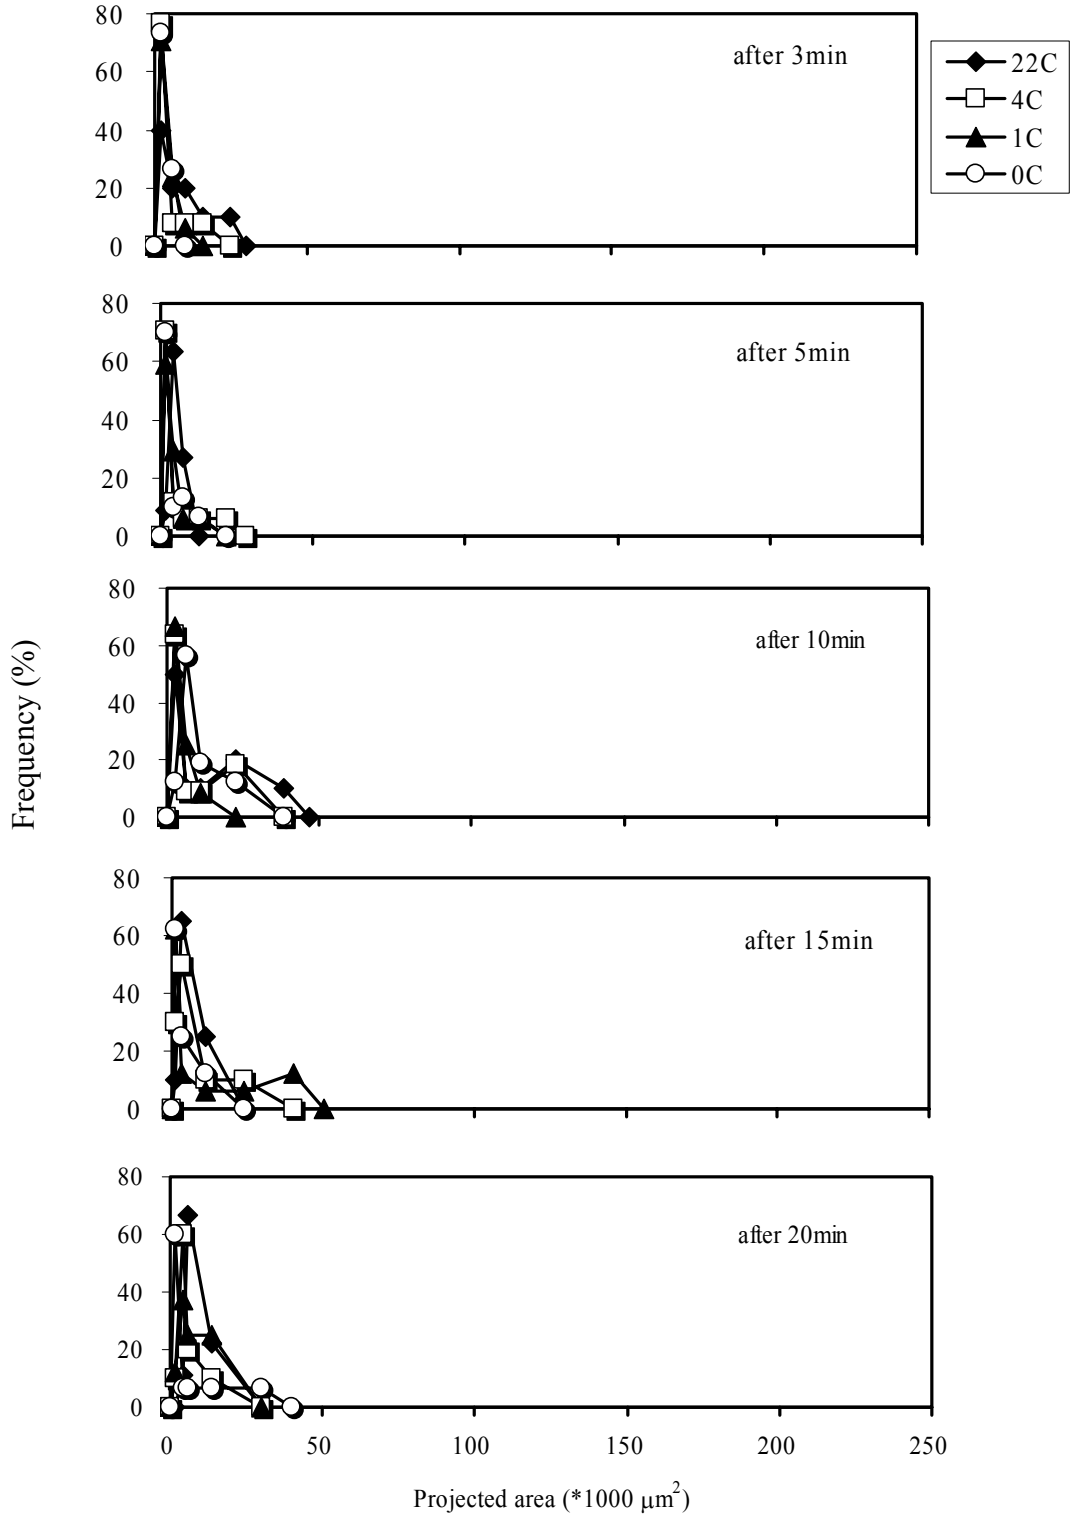 80
60
40
20
0
after 3min
22C
4C
1C
0C
80
60
40
20
0
after 5min
80
60
40
20
0
after 10min
Frequency (%)
80
60
40
20
0
after 15min
80
60
40
20
0
after 20min
0 50 100 150 200 250
Projected area (*1000 μm²)